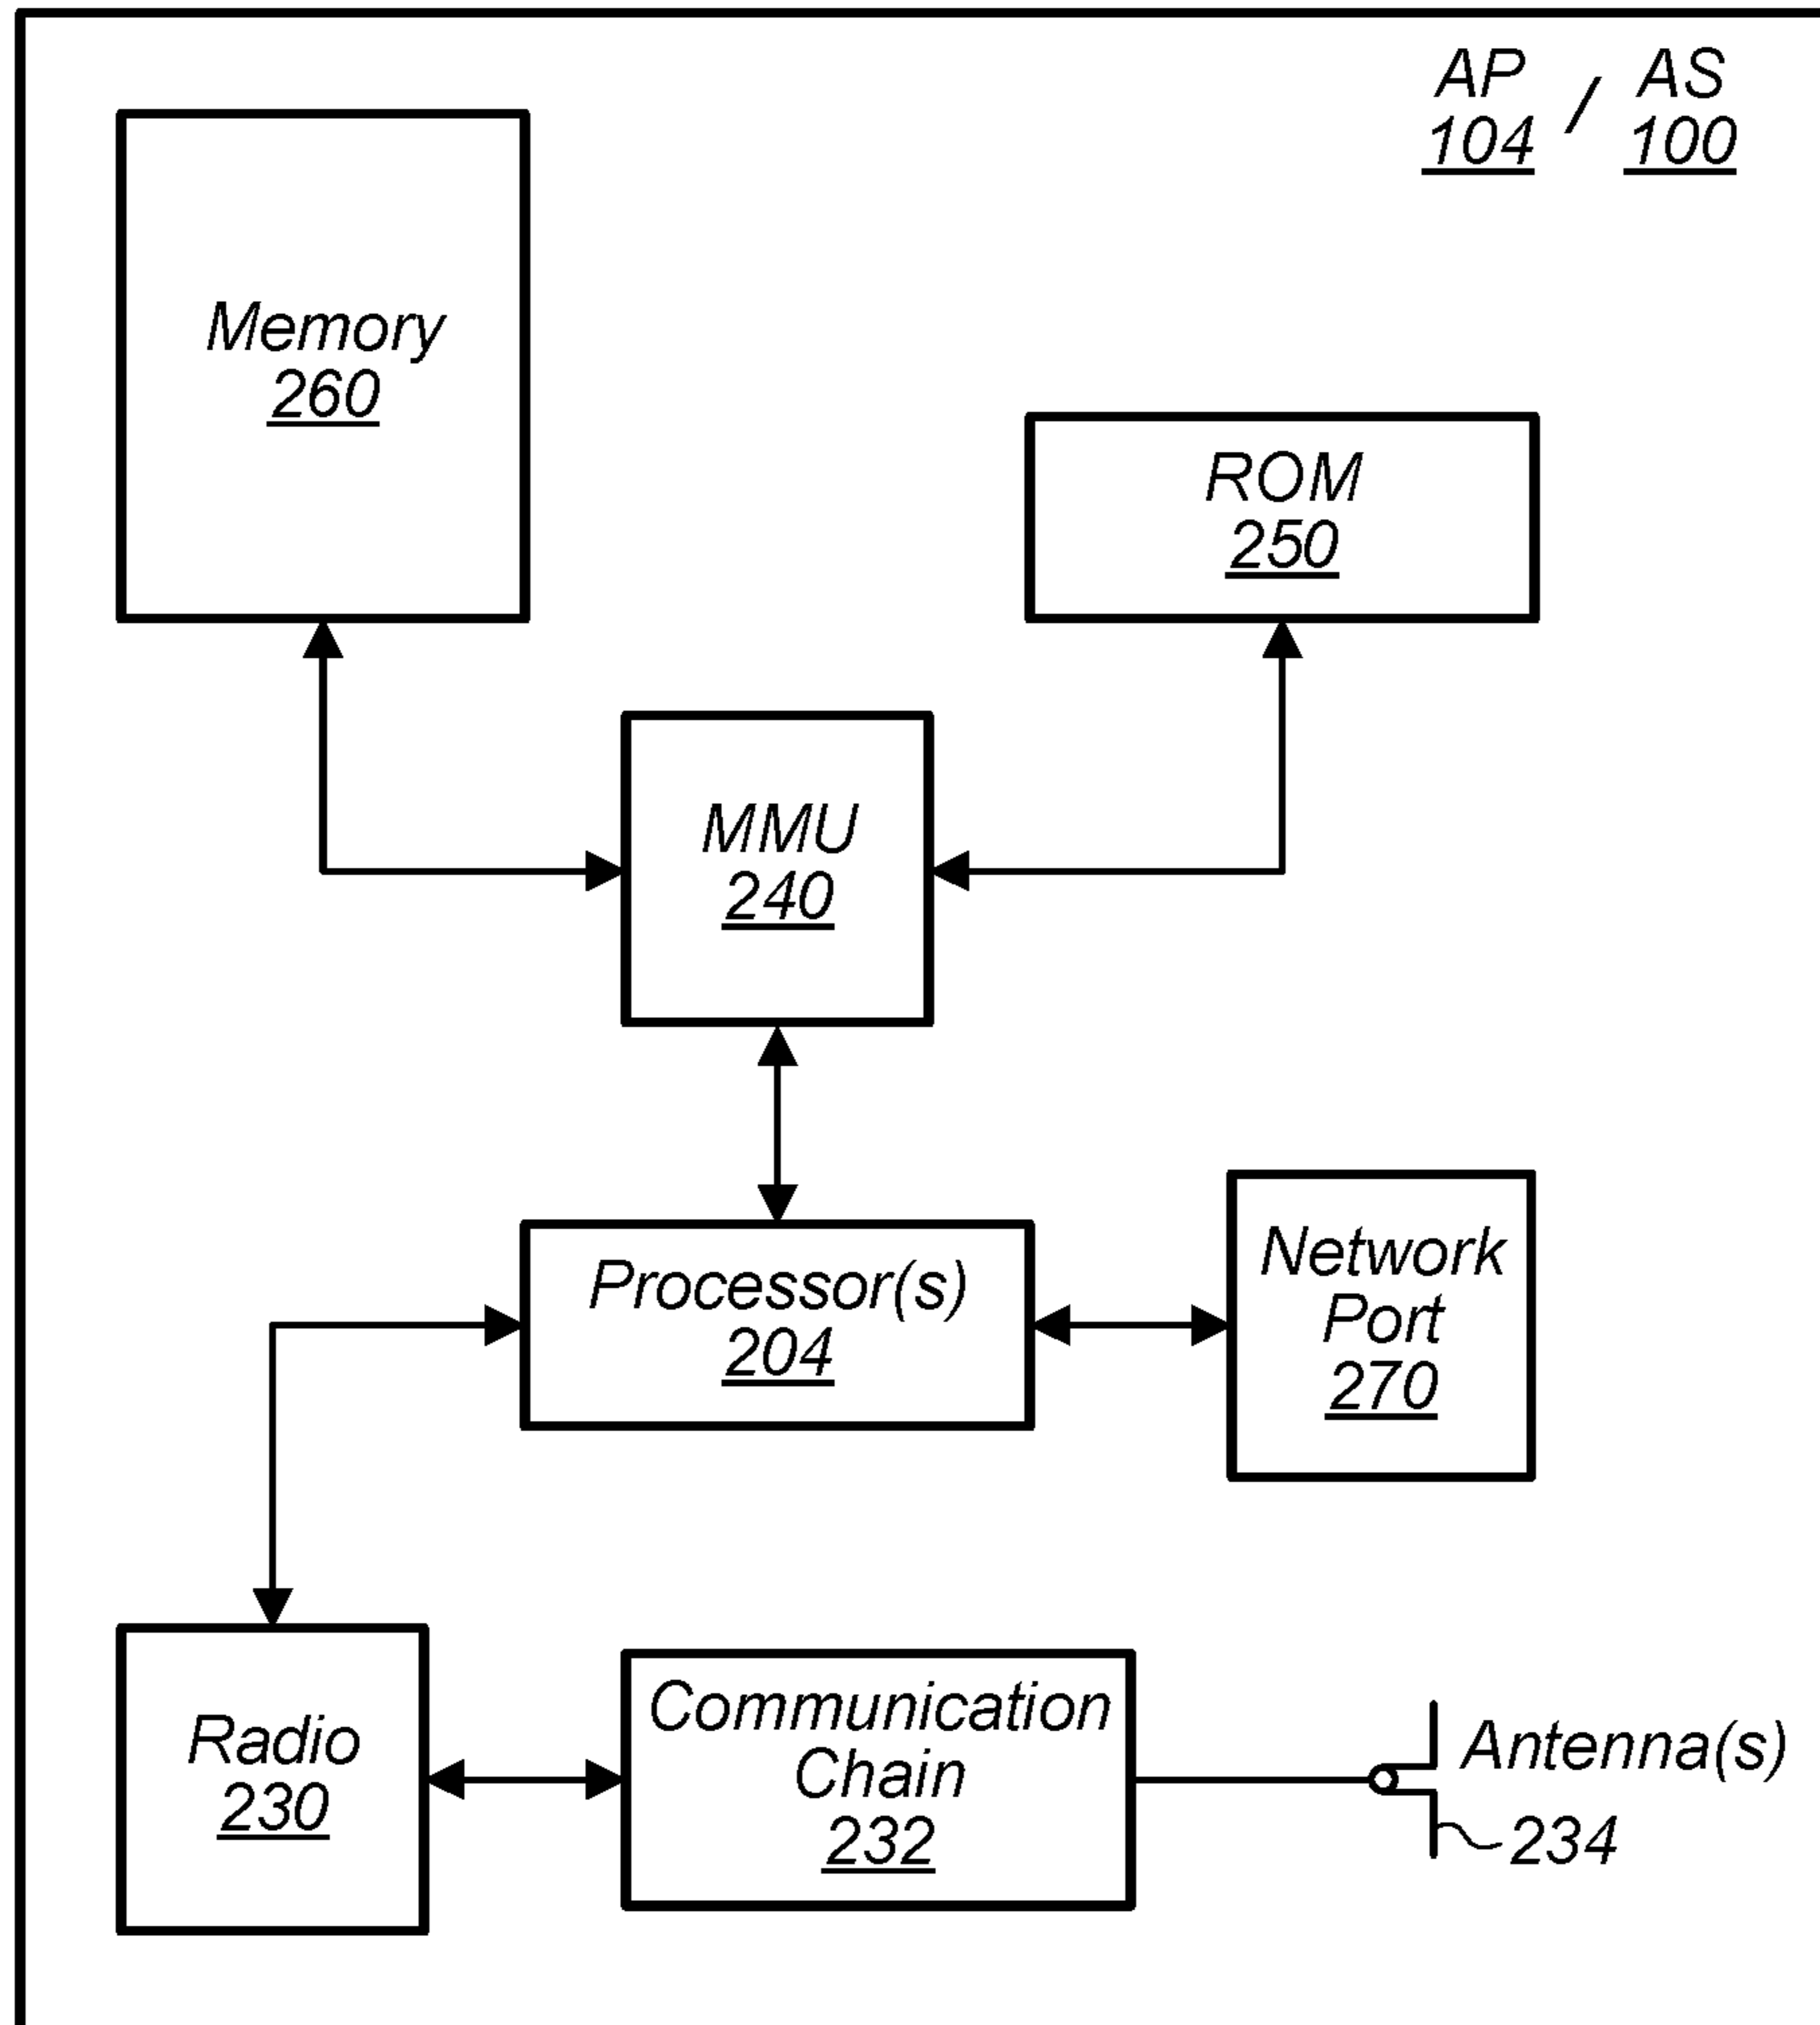 AP / AS
104 100
Memory
260
ROM
250
MMU
240
Processor(s)
204
Network
Port
270
Radio
230
Communication
Chain
232
Antenna(s)
234